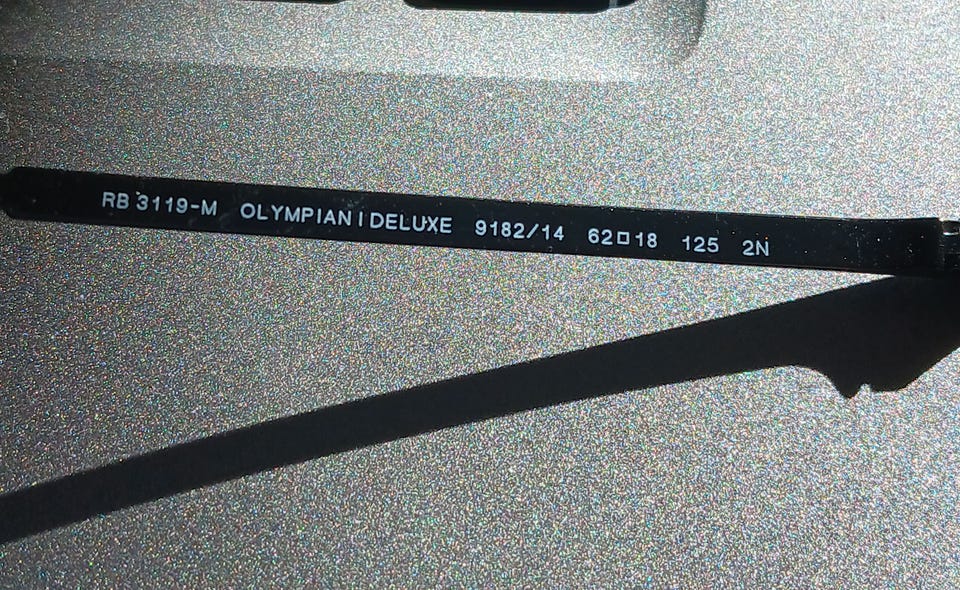 RB 3119-M OLYMPIAN I DELUXE 9182/14 62□18 125 2N